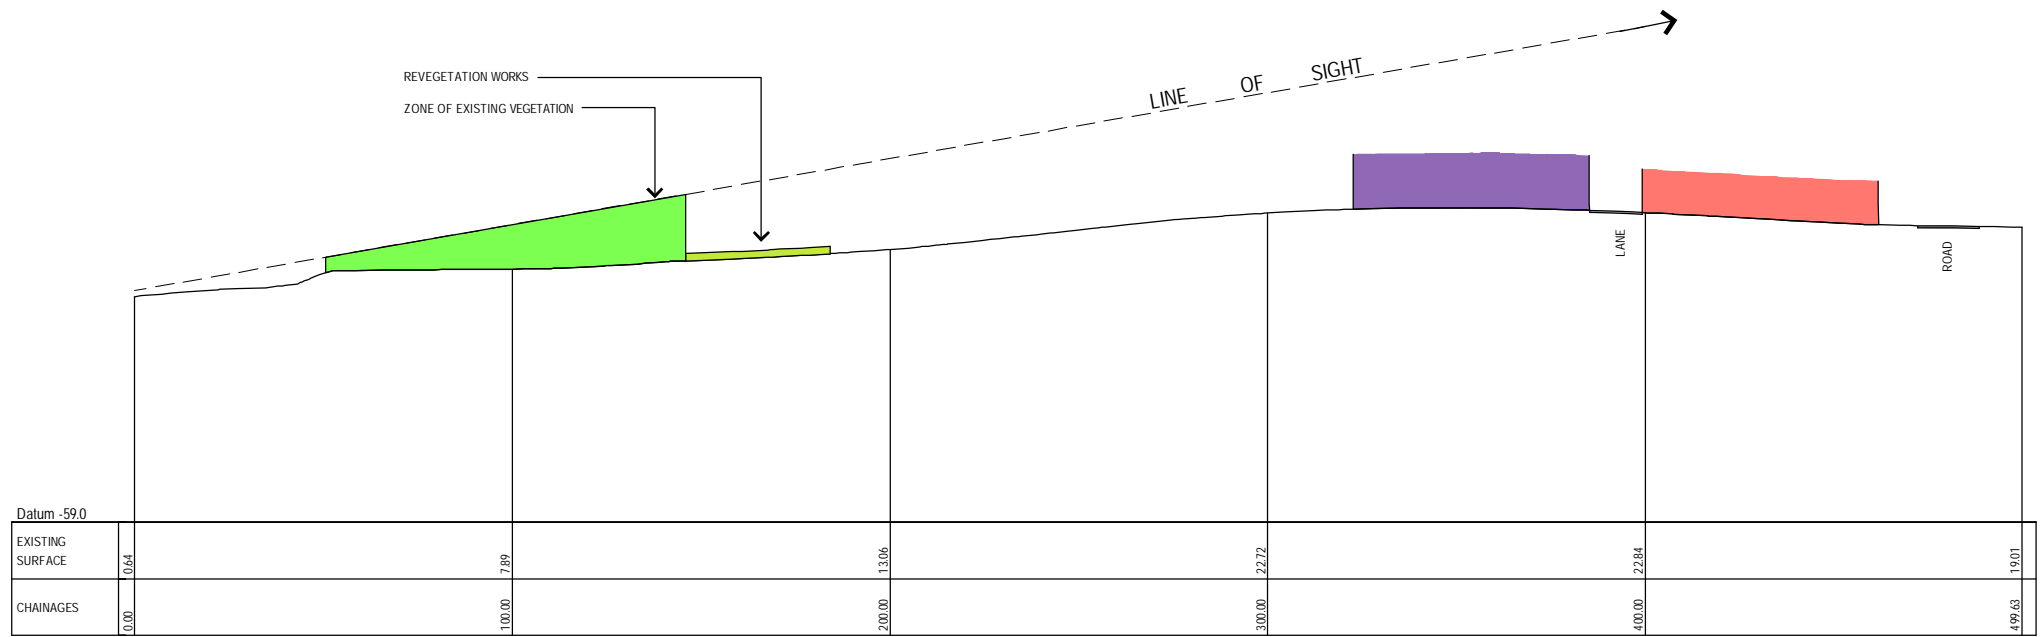 REVEGETATION WORKS
ZONE OF EXISTING VEGETATION
LINE OF SIGHT
LANE
ROAD
Datum -59.0
EXISTING
SURFACE
0.64
7.89
13.06
22.72
22.84
19.01
CHAINAGES
0.00
100.00
200.00
300.00
400.00
499.63